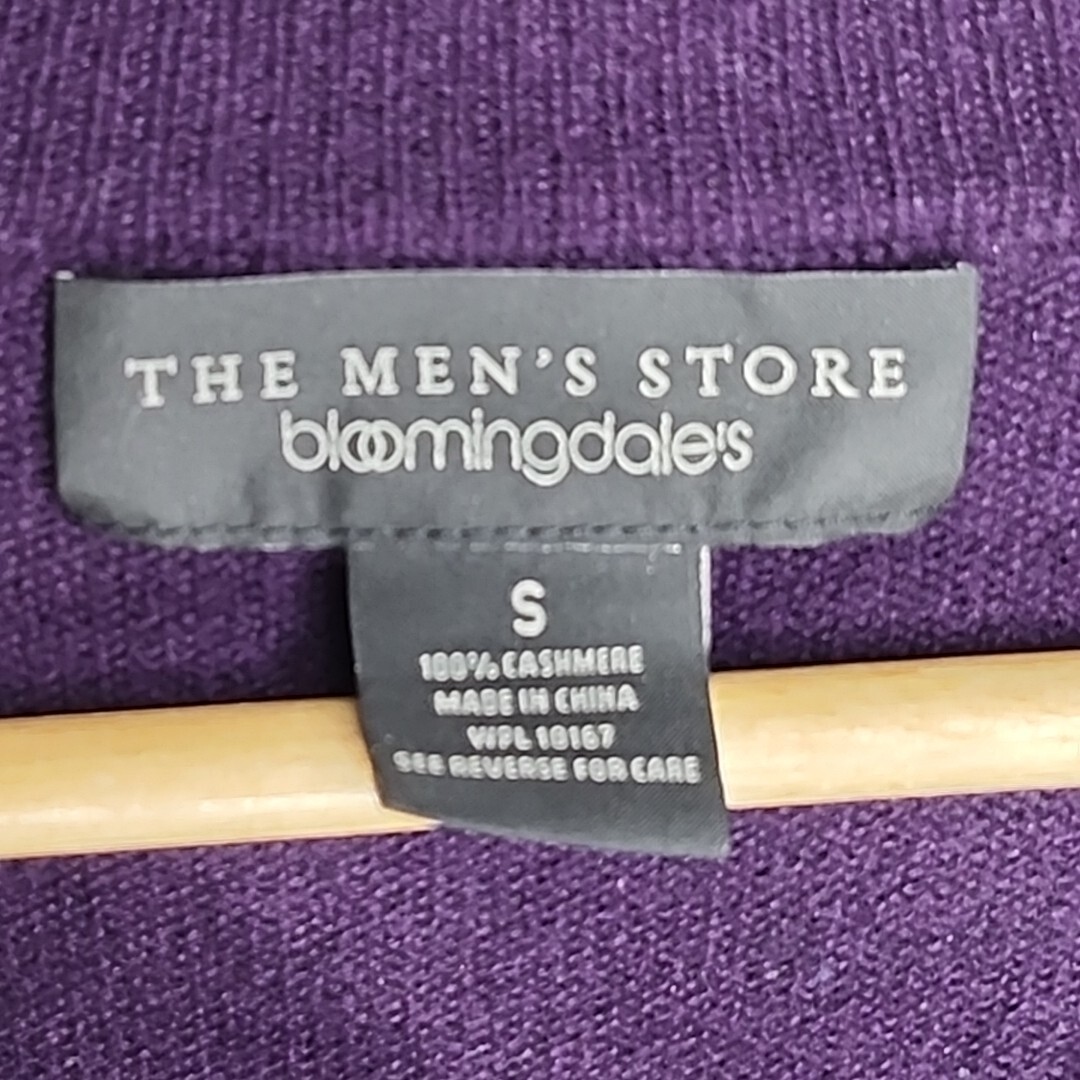 THE MEN'S STORE
bloomingdale's
S
100% CASHMERE
MADE IN CHINA
WPL 10167
SEE REVERSE FOR CARE